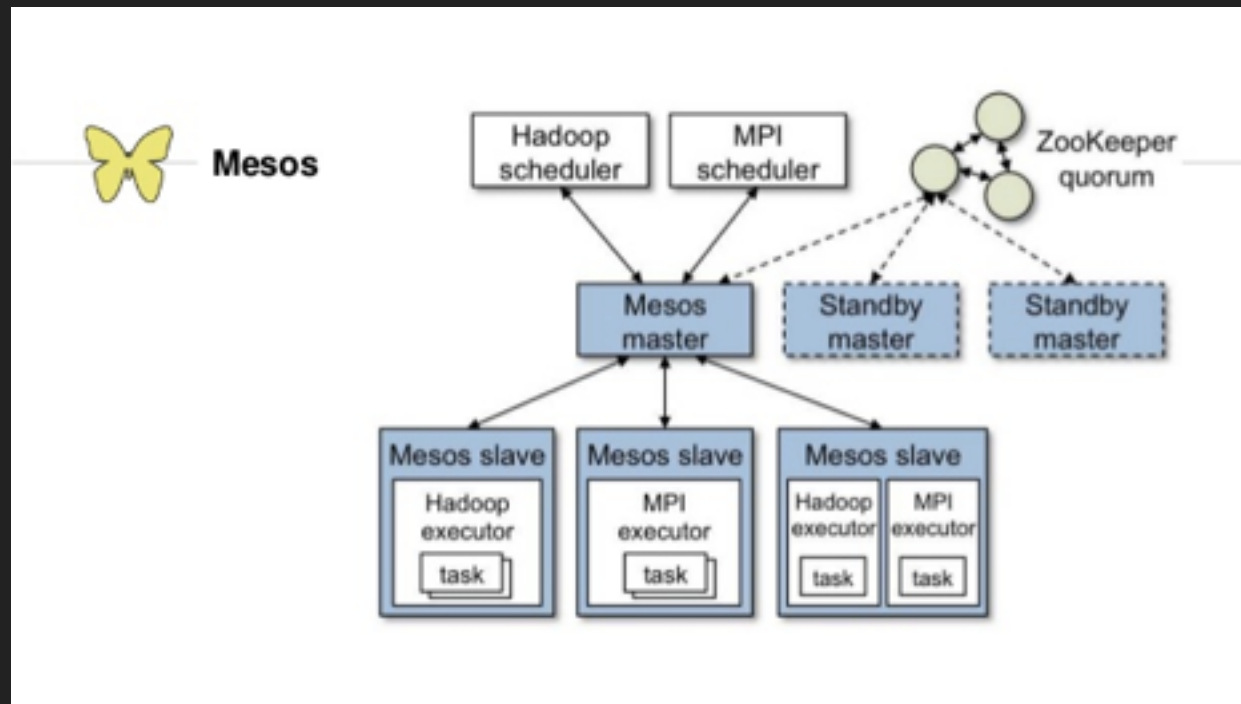 Mesos
Hadoop
scheduler
MPI
scheduler
ZooKeeper
quorum
Mesos
master
Standby
master
Standby
master
Mesos slave
Hadoop
executor
task
Mesos slave
MPI
executor
task
Mesos slave
Hadoop
executor
task
MPI
executor
task